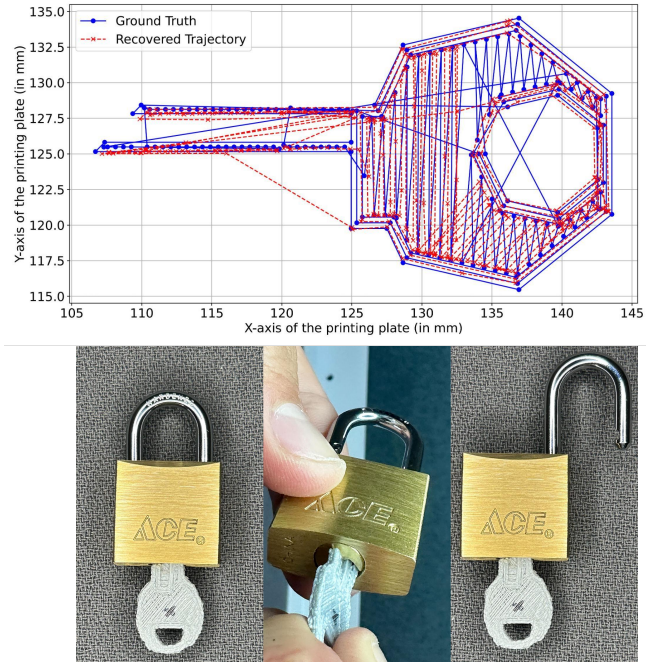 135.0
132.5
130.0
127.5
125.0
122.5
120.0
117.5
115.0
Y-axis of the printing plate (in mm)
Ground Truth
Recovered Trajectory
105 110 115 120 125 130 135 140 145
X-axis of the printing plate (in mm)
ACE®
ACE®
ACE®